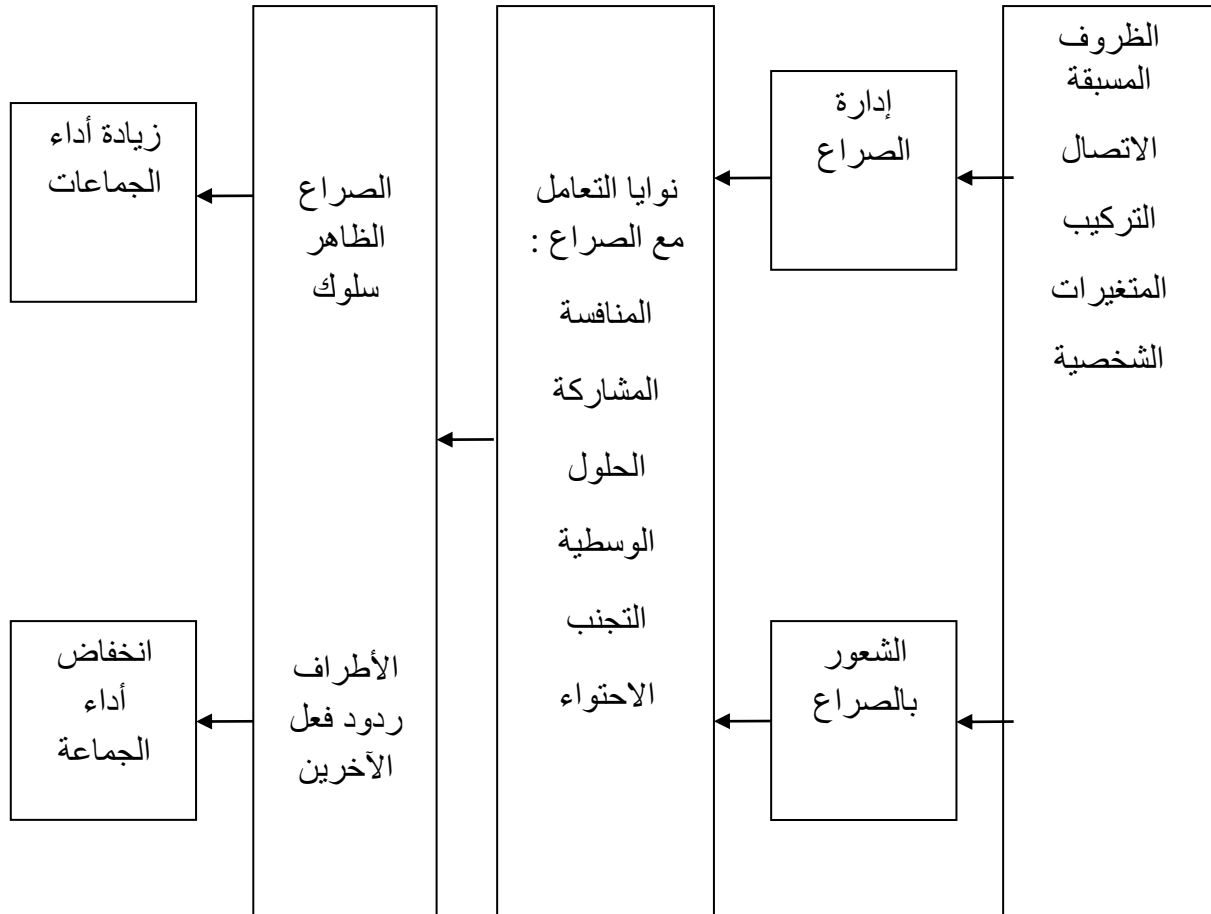 الظروف
المسبقة
الاتصال
التركيب
المتغيرات
الشخصية
إدارة
الصراع
الشعور
بالصراع
نوايا التعامل
مع الصراع :
المنافسة
المشاركة
الحلول
الوسطية
التجنب
الاحتواء
الصراع
الظاهر
سلوك
الأطراف
ردود فعل
الآخرين
زيادة أداء
الجماعات
انخفاض
أداء
الجماعة